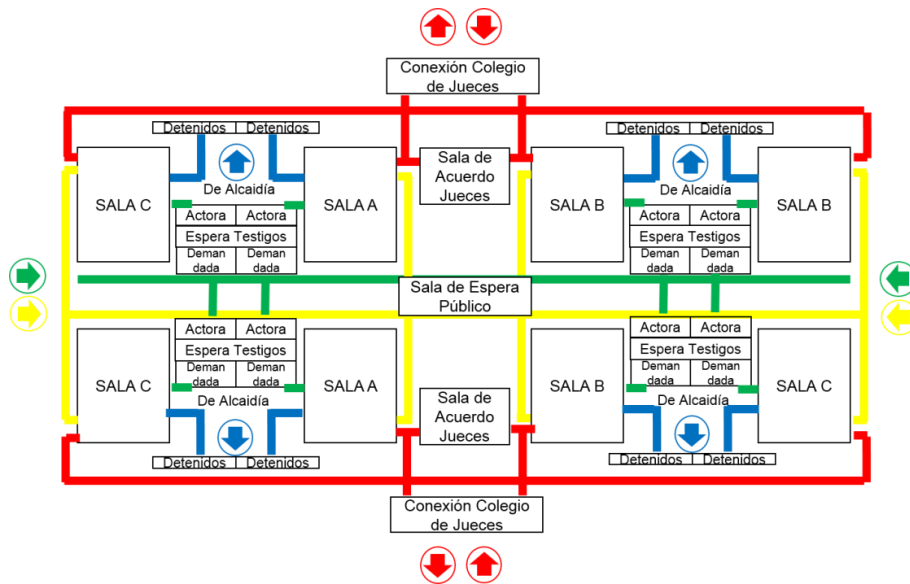 Conexión Colegio
de Jueces
Detenidos Detenidos
Detenidos Detenidos
De Alcaidía
De Alcaidía
Sala de
Acuerdo
Jueces
SALA C
SALA A
SALA B
SALA B
Actora Actora
Actora Actora
Espera Testigos
Espera Testigos
Deman
dada
Deman
dada
Deman
dada
Deman
dada
Sala de Espera
Público
Actora Actora
Actora Actora
Espera Testigos
Espera Testigos
Deman
dada
Deman
dada
Deman
dada
Deman
dada
SALA C
SALA A
SALA B
SALA C
De Alcaidía
De Alcaidía
Sala de
Acuerdo
Jueces
Detenidos Detenidos
Detenidos Detenidos
Conexión Colegio
de Jueces